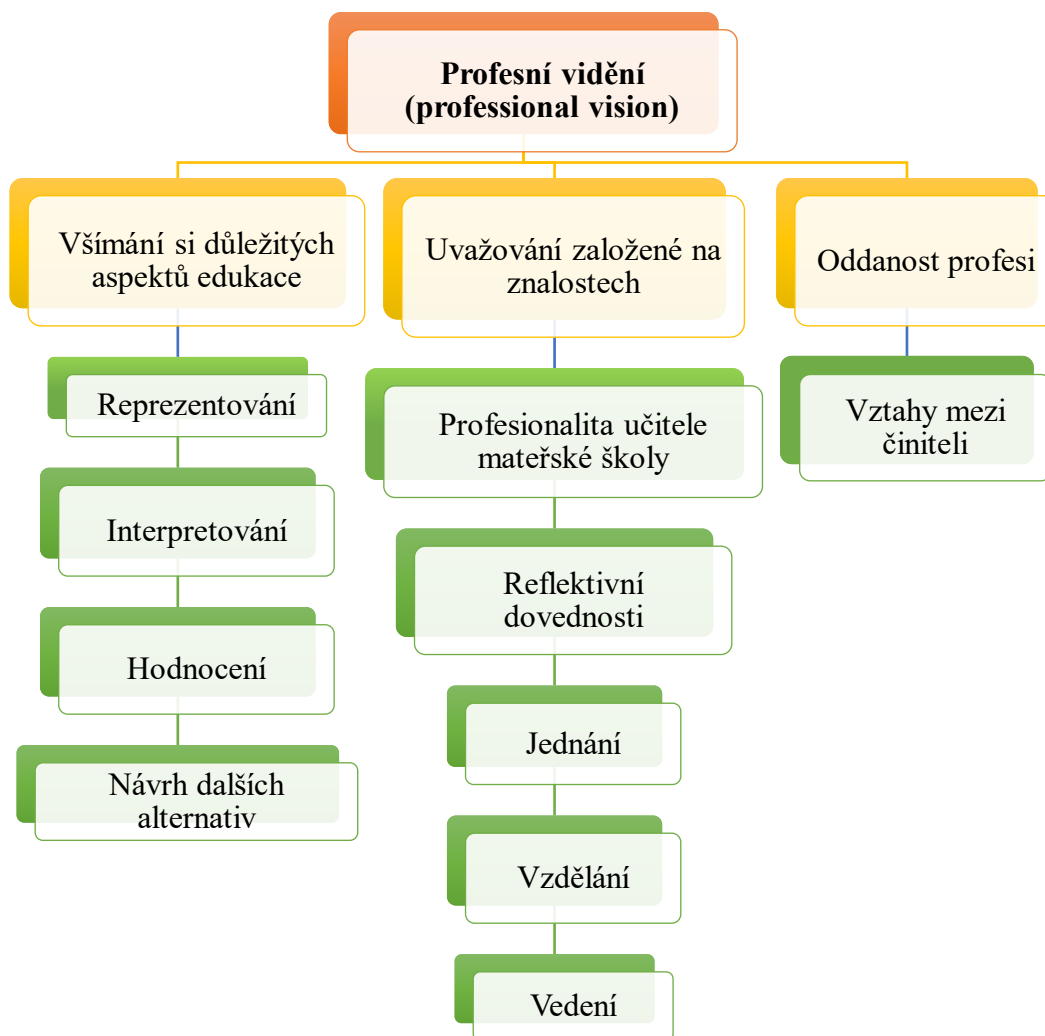 Profesní vidění
(professional vision)
Všímání si důležitých
aspektů edukace
Reprezentování
Interpretování
Hodnocení
Návrh dalších
alternativ
Uvažování založené na
znalostech
Profesionalita učitele
mateřské školy
Reflektivní
dovednosti
Jednání
Vzdělání
Vedení
Oddanost profesi
Vztahy mezi
činiteli